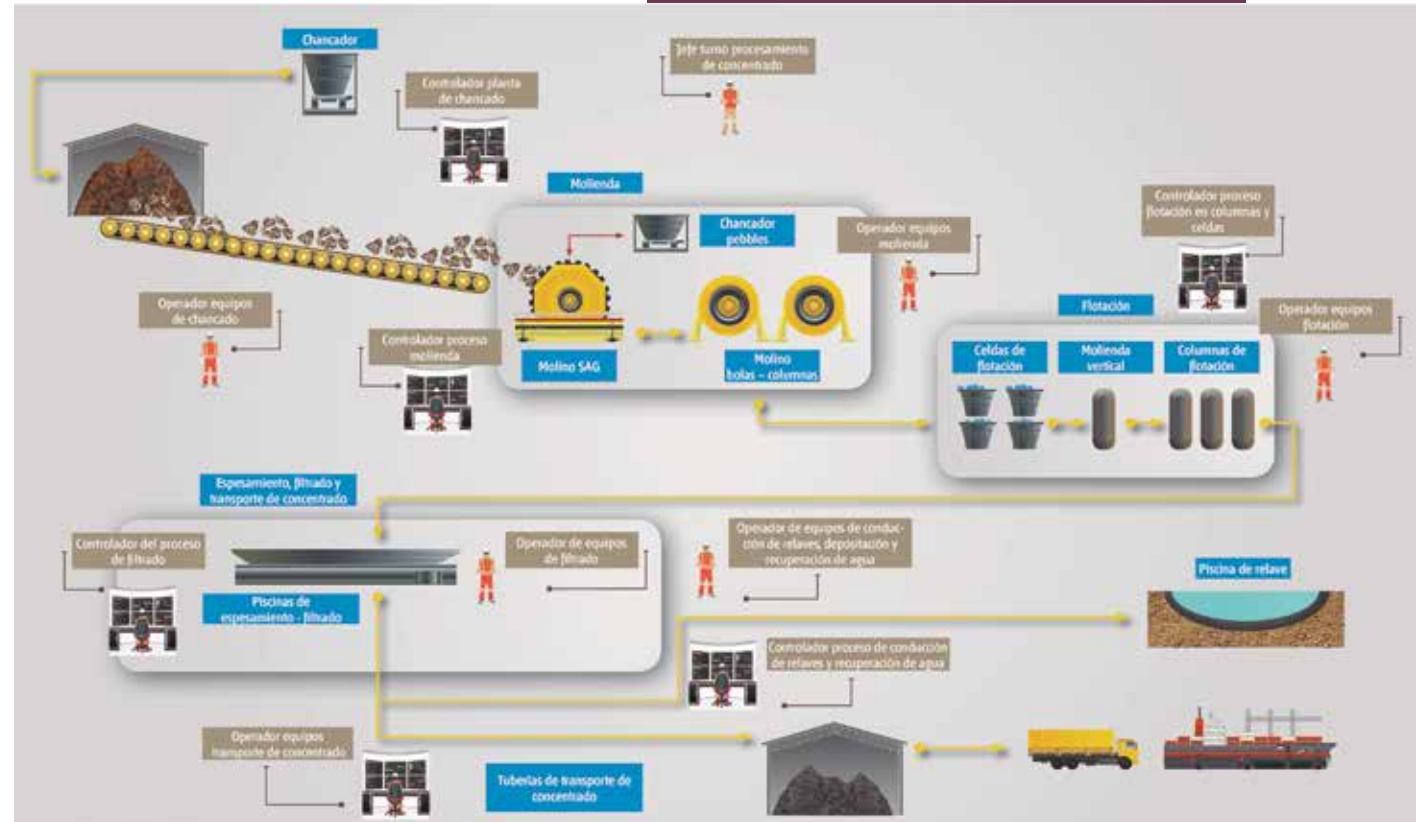 Chancador
Jefe turno procesamiento
de concentrado
Controlador planta
de chancado
Molienda
Controlador proceso
flotación en columnas y
celdas
Chancador
pebbles
Operador equipos
molienda
Operador equipos
de chancado
Flotación
Operador equipos
flotación
Controlador proceso
molienda
Molino SAG
Molino
bolas – columnas
Celdas de
flotación
Molienda
vertical
Columnas de
flotación
Espesamiento, filtrado y
transporte de concentrado
Controlador del proceso
de filtrado
Operador de equipos
de filtrado
Operador de equipos de conduc-
ción de relaves, depositación y
recuperación de agua
Piscina de relave
Piscinas de
espesamiento - filtrado
Controlador proceso de conducción
de relaves y recuperación de agua
Operador equipos
transporte de concentrado
Tuberías de transporte de
concentrado